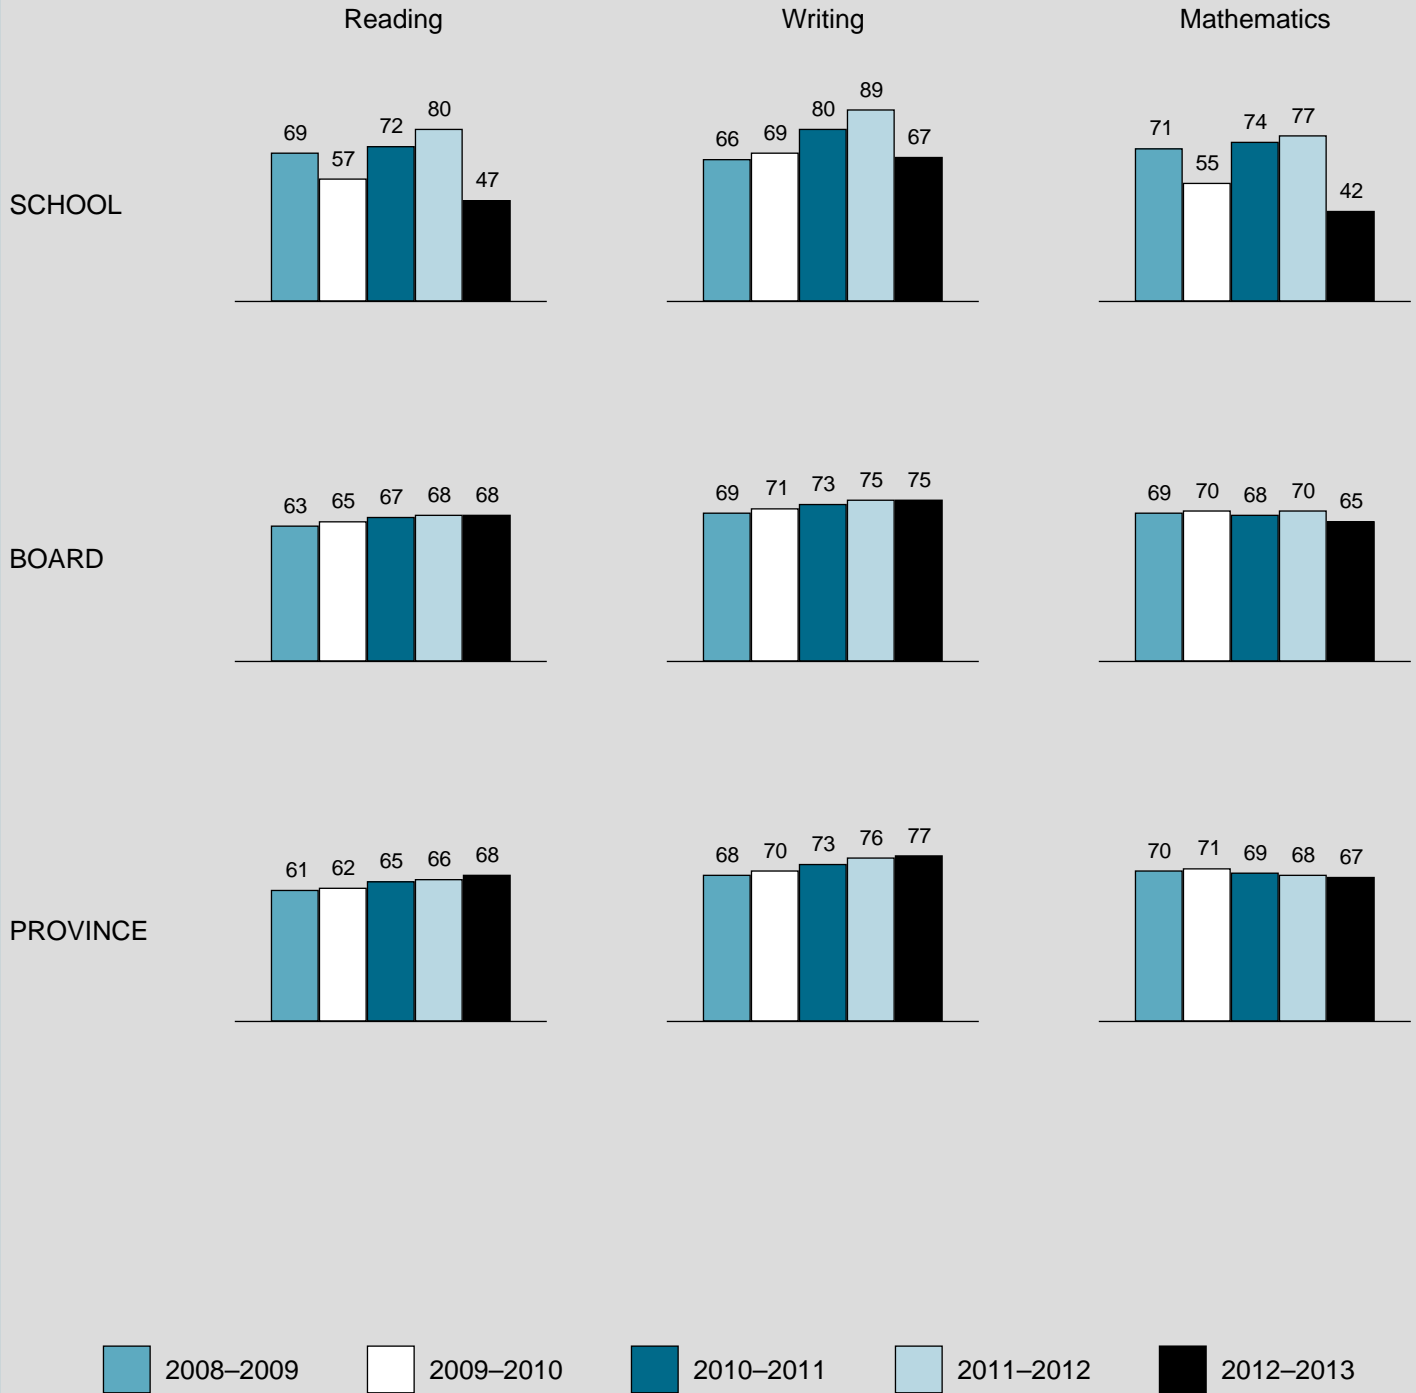 Reading Writing Mathematics
69 57 72 80 47
66 69 80 89 67
71 55 74 77 42
SCHOOL
63 65 67 68 68
69 71 73 75 75
69 70 68 70 65
BOARD
61 62 65 66 68
68 70 73 76 77
70 71 69 68 67
PROVINCE
2008–2009 2009–2010 2010–2011 2011–2012 2012–2013